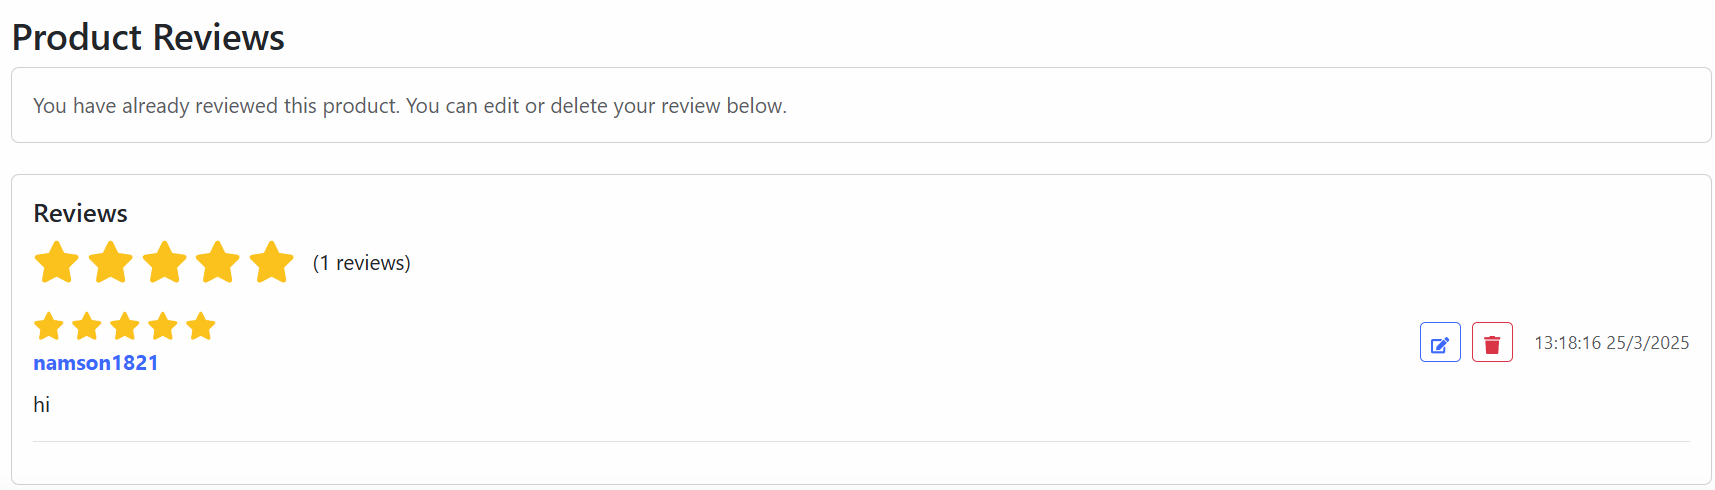 Product Reviews
You have already reviewed this product. You can edit or delete your review below.
Reviews
(1 reviews)
namson1821
13:18:16 25/3/2025
hi